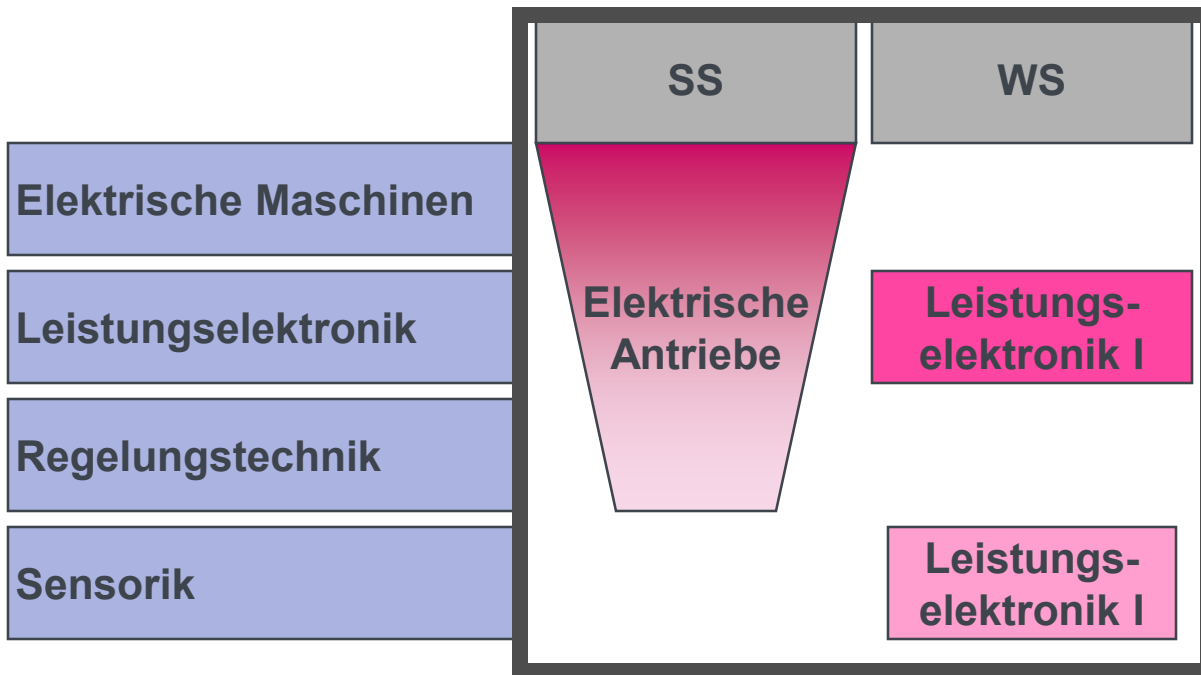 SS
WS
Elektrische Maschinen
Leistungselektronik
Elektrische
Antriebe
Leistungs-
elektronik I
Regelungstechnik
Sensorik
Leistungs-
elektronik I